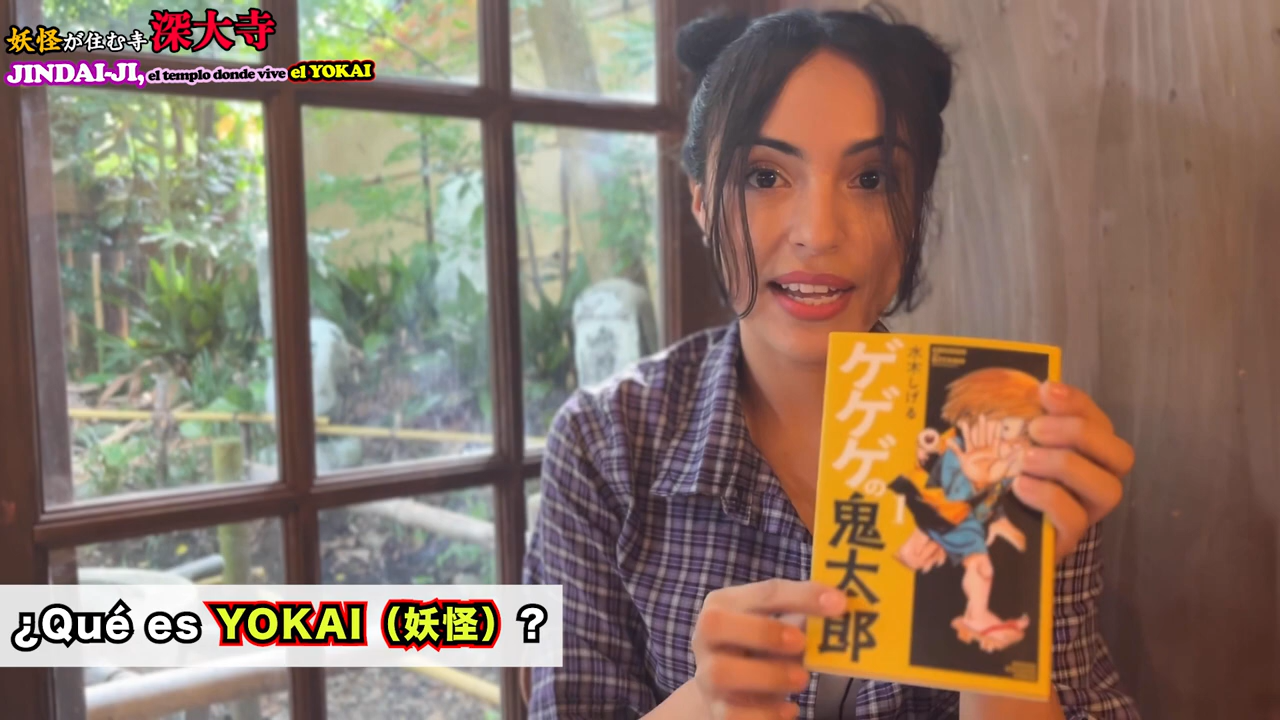 妖怪が住む寺深大寺
JINDAI-JI, el templo donde vive el YOKAI
水木しげる
ゲゲゲの
鬼太郎
1
¿Qué es YOKAI（妖怪）?